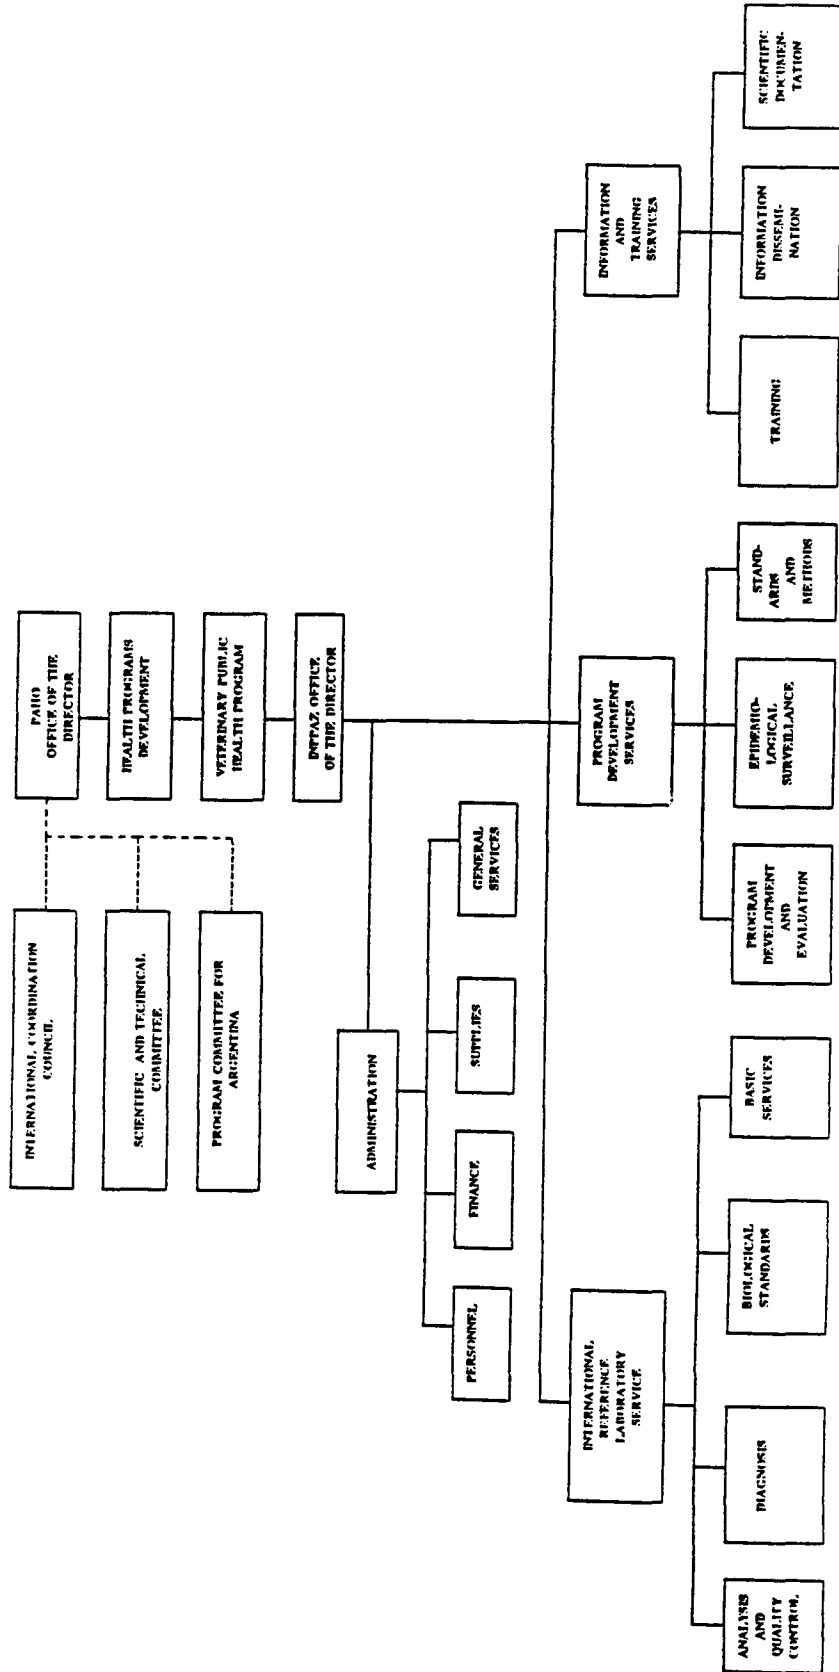 PAHO
OFFICE OF THE
DIRECTOR
HEALTH PROGRAMS
DEVELOPMENT
VETERINARY PUBLIC
HEALTH PROGRAM
INPPAZ OFFICE
OF THE DIRECTOR
INTERNATIONAL COORDINATION
COUNCIL
SCIENTIFIC AND TECHNICAL
COMMITTEE
PROGRAM COMMITTEE FOR
ARGENTINA
ADMINISTRATION
PERSONNEL
FINANCE
SUPPLIES
GENERAL
SERVICES
INTERNATIONAL
REFERENCE
LABORATORY
SERVICE
PROGRAM
DEVELOPMENT
SERVICES
INFORMATION
AND
TRAINING
SERVICES
ANALYSIS
AND
QUALITY
CONTROL
DIAGNOSIS
BIOLOGICAL
STANDARDS
BASIC
SERVICES
PROGRAM
DEVELOPMENT
AND
EVALUATION
EPIDEMIO-
LOGICAL
SURVEILLANCE
STAND-
ARDS
AND
METHODS
TRAINING
INFORMATION
DISSEMI-
NATION
SCIENTIFIC
DOCUMEN-
TATION